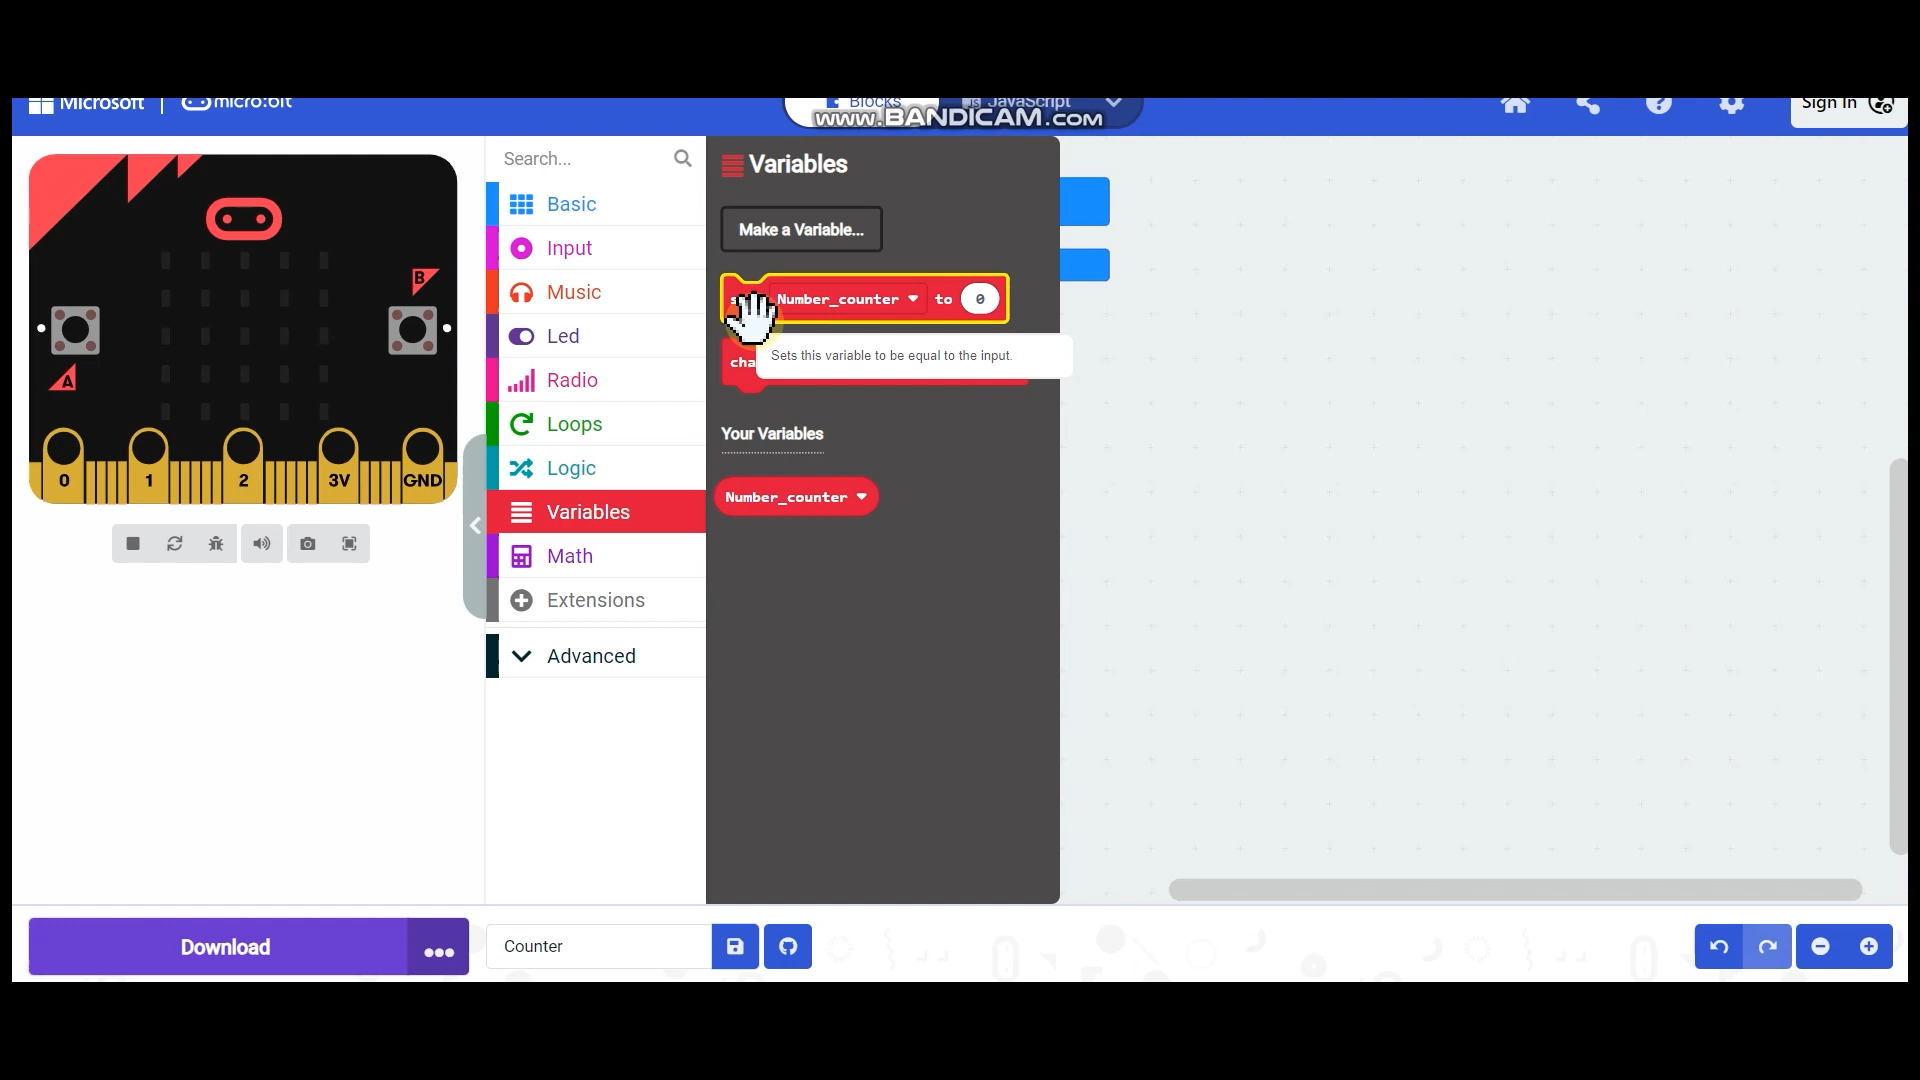 Microsoft
micro:bit
Blocks
JavaScript
Sign In
www.BANDICAM.com
Search...
Basic
Input
Music
Led
Radio
Loops
Logic
Variables
Math
Extensions
Advanced
Variables
Make a Variable...
Number_counter to 0
Sets this variable to be equal to the input.
cha
Your Variables
Number_counter
B
A
0 1 2 3V GND
Download
Counter